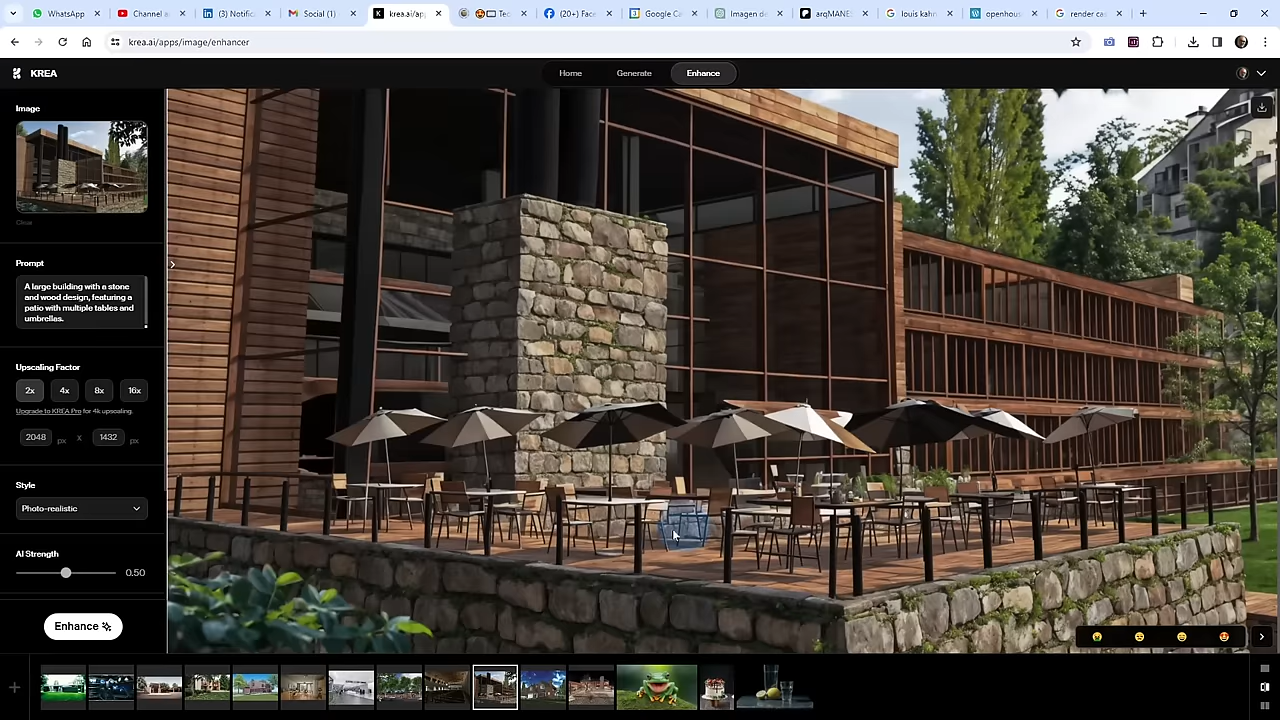 WhatsApp
Channel a
(3) Notific
Social (1)
krea.ai/ap
Tec
(20+) Face
Google Ca
Imagen de
arqMANE
louis kahn
openhous
render cas
krea.ai/apps/image/enhancer
KREA
Home
Generate
Enhance
Image
Clear
Prompt
A large building with a stone
and wood design, featuring a
patio with multiple tables and
umbrellas.
Upscaling Factor
2x
4x
8x
16x
Upgrade to KREA Pro for 4k upscaling.
2048 px X 1432 px
Style
Photo-realistic
AI Strength
0.50
Enhance